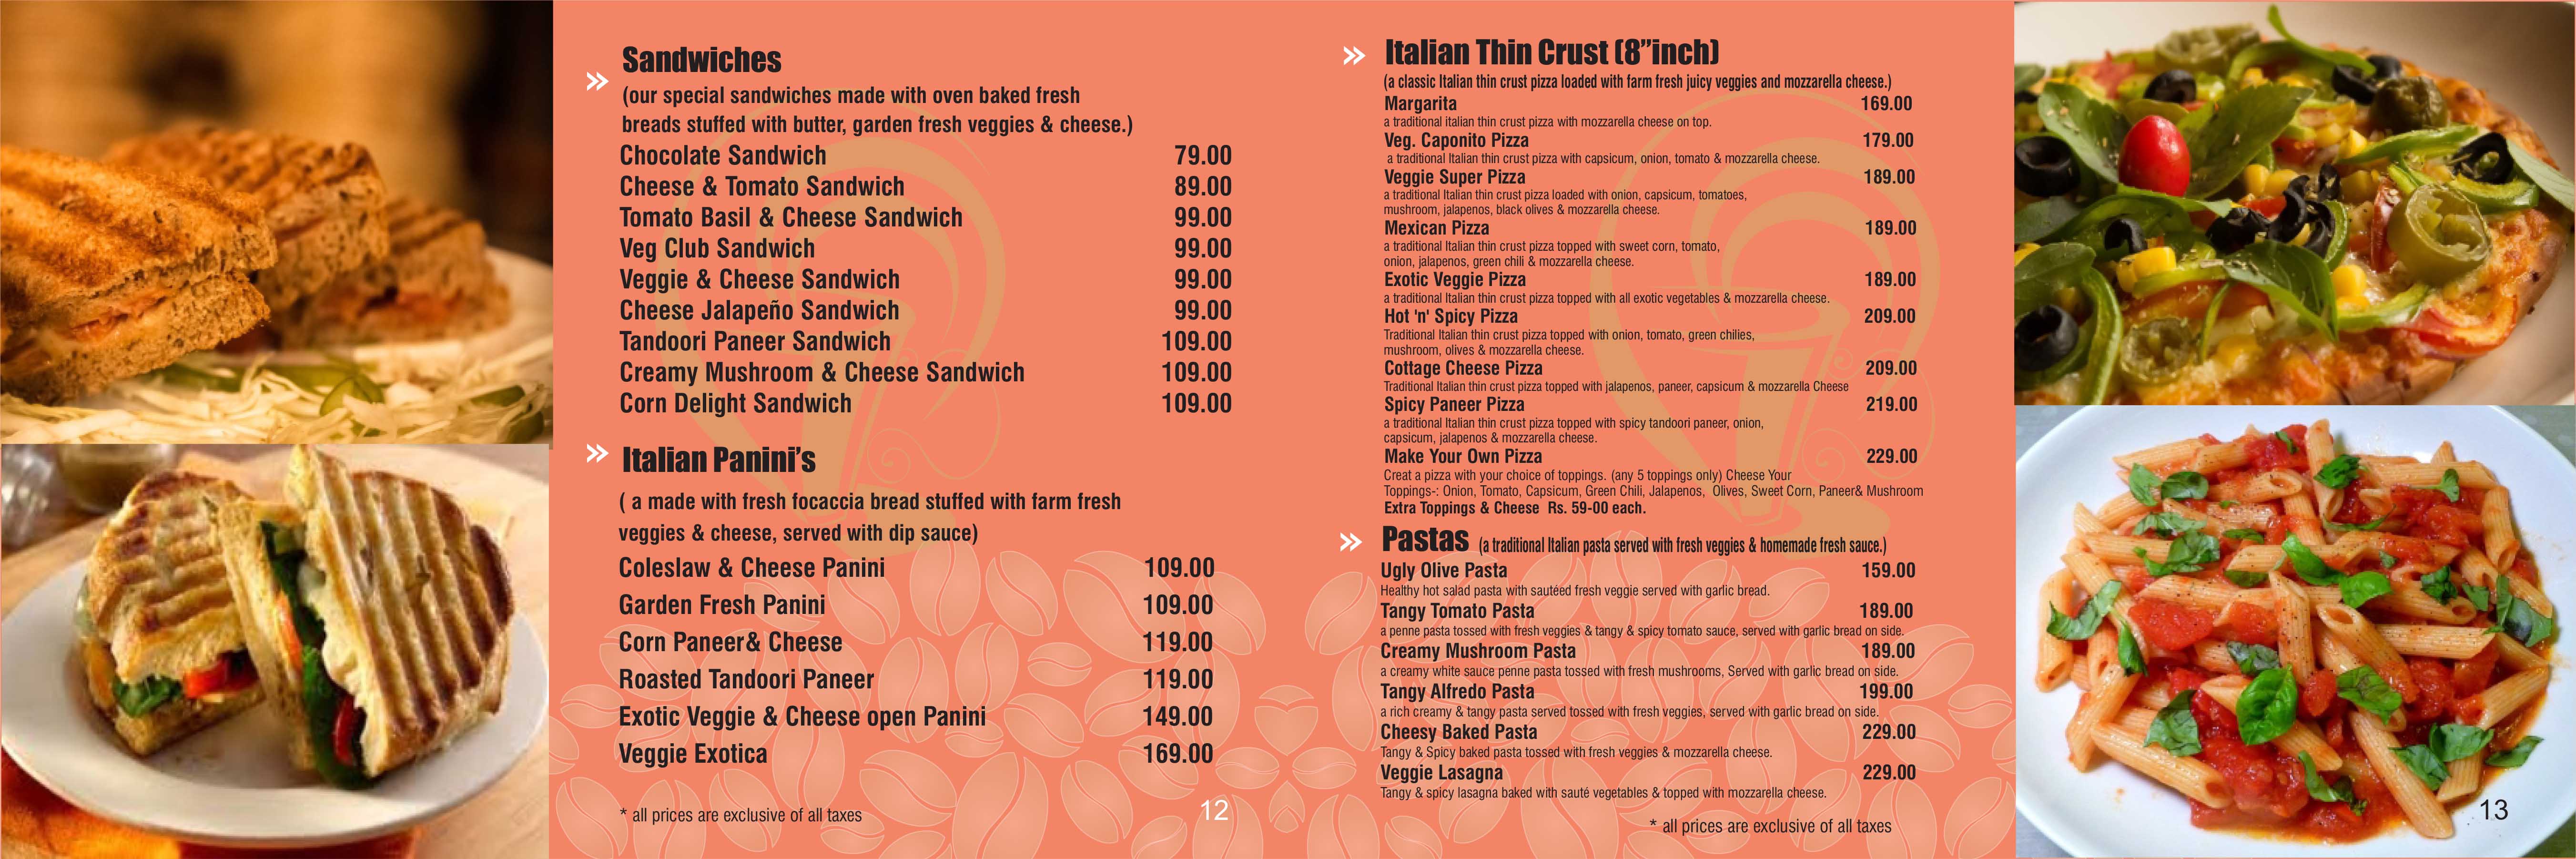 Sandwiches
(our special sandwiches made with oven baked fresh
breads stuffed with butter, garden fresh veggies & cheese.)
Chocolate Sandwich 79.00
Cheese & Tomato Sandwich 89.00
Tomato Basil & Cheese Sandwich 99.00
Veg Club Sandwich 99.00
Veggie & Cheese Sandwich 99.00
Cheese Jalapeño Sandwich 99.00
Tandoori Paneer Sandwich 109.00
Creamy Mushroom & Cheese Sandwich 109.00
Corn Delight Sandwich 109.00
Italian Panini’s
( a made with fresh focaccia bread stuffed with farm fresh
veggies & cheese, served with dip sauce)
Coleslaw & Cheese Panini 109.00
Garden Fresh Panini 109.00
Corn Paneer& Cheese 119.00
Roasted Tandoori Paneer 119.00
Exotic Veggie & Cheese open Panini 149.00
Veggie Exotica 169.00
* all prices are exclusive of all taxes
12
Italian Thin Crust (8”inch)
(a classic Italian thin crust pizza loaded with farm fresh juicy veggies and mozzarella cheese.)
Margarita 169.00
a traditional italian thin crust pizza with mozzarella cheese on top.
Veg. Caponito Pizza 179.00
a traditional Italian thin crust pizza with capsicum, onion, tomato & mozzarella cheese.
Veggie Super Pizza 189.00
a traditional Italian thin crust pizza loaded with onion, capsicum, tomatoes,
mushroom, jalapenos, black olives & mozzarella cheese.
Mexican Pizza 189.00
a traditional Italian thin crust pizza topped with sweet corn, tomato,
onion, jalapenos, green chili & mozzarella cheese.
Exotic Veggie Pizza 189.00
a traditional Italian thin crust pizza topped with all exotic vegetables & mozzarella cheese.
Hot 'n' Spicy Pizza 209.00
Traditional Italian thin crust pizza topped with onion, tomato, green chilies,
mushroom, olives & mozzarella cheese.
Cottage Cheese Pizza 209.00
Traditional Italian thin crust pizza topped with jalapenos, paneer, capsicum & mozzarella Cheese
Spicy Paneer Pizza 219.00
a traditional Italian thin crust pizza topped with spicy tandoori paneer, onion,
capsicum, jalapenos & mozzarella cheese.
Make Your Own Pizza 229.00
Creat a pizza with your choice of toppings. (any 5 toppings only) Cheese Your
Toppings-: Onion, Tomato, Capsicum, Green Chili, Jalapenos, Olives, Sweet Corn, Paneer& Mushroom
Extra Toppings & Cheese Rs. 59-00 each.
Pastas (a traditional Italian pasta served with fresh veggies & homemade fresh sauce.)
Ugly Olive Pasta 159.00
Healthy hot salad pasta with sautéed fresh veggie served with garlic bread.
Tangy Tomato Pasta 189.00
a penne pasta tossed with fresh veggies & tangy & spicy tomato sauce, served with garlic bread on side.
Creamy Mushroom Pasta 189.00
a creamy white sauce penne pasta tossed with fresh mushrooms, Served with garlic bread on side.
Tangy Alfredo Pasta 199.00
a rich creamy & tangy pasta served tossed with fresh veggies, served with garlic bread on side.
Cheesy Baked Pasta 229.00
Tangy & Spicy baked pasta tossed with fresh veggies & mozzarella cheese.
Veggie Lasagna 229.00
Tangy & spicy lasagna baked with sauté vegetables & topped with mozzarella cheese.
* all prices are exclusive of all taxes
13